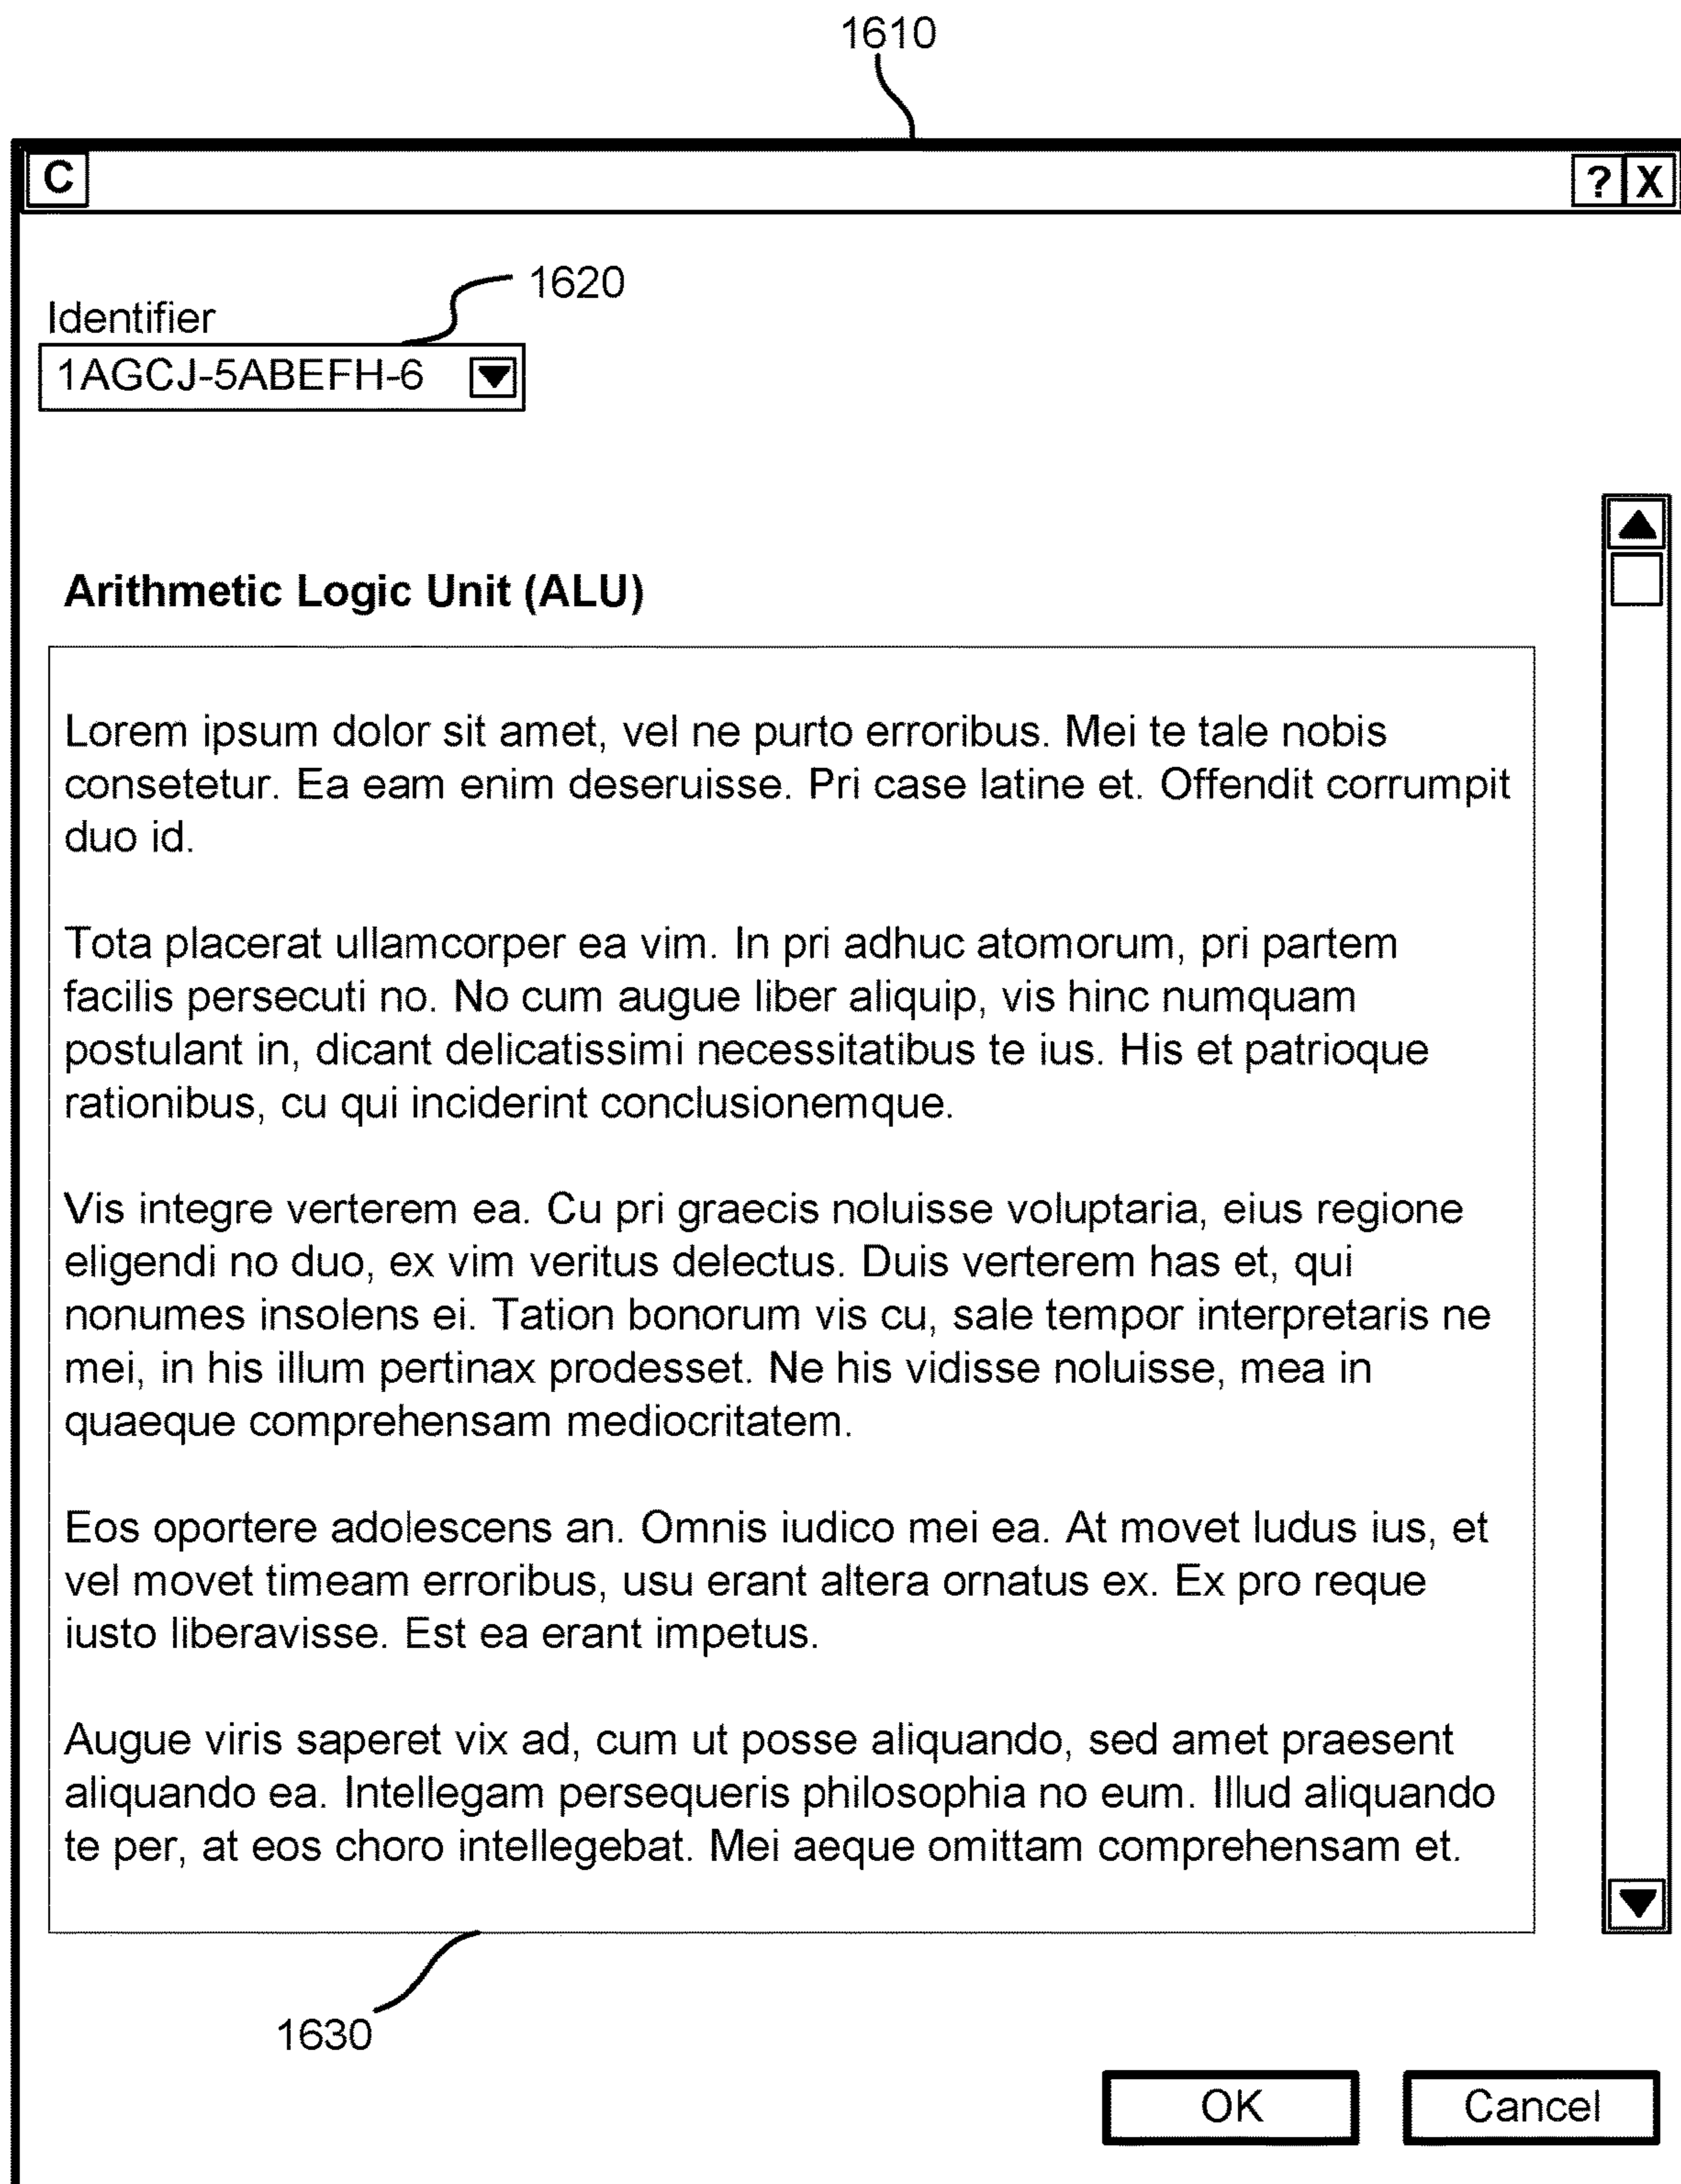 1610
C ? X
1620
Identifier
1AGCJ-5ABEFH-6
Arithmetic Logic Unit (ALU)
Lorem ipsum dolor sit amet, vel ne purto erroribus. Mei te tale nobis
consetetur. Ea eam enim deseruisse. Pri case latine et. Offendit corrumpit
duo id.
Tota placerat ullamcorper ea vim. In pri adhuc atomorum, pri partem
facilis persecuti no. No cum augue liber aliquip, vis hinc numquam
postulant in, dicant delicatissimi necessitatibus te ius. His et patrioque
rationibus, cu qui inciderint conclusionemque.
Vis integre verterem ea. Cu pri graecis noluisse voluptaria, eius regione
eligendi no duo, ex vim veritus delectus. Duis verterem has et, qui
nonumes insolens ei. Tation bonorum vis cu, sale tempor interpretaris ne
mei, in his illum pertinax prodesset. Ne his vidisse noluisse, mea in
quaeque comprehensam mediocritatem.
Eos oportere adolescens an. Omnis iudico mei ea. At movet ludus ius, et
vel movet timeam erroribus, usu erant altera ornatus ex. Ex pro reque
iusto liberavisse. Est ea erant impetus.
Augue viris saperet vix ad, cum ut posse aliquando, sed amet praesent
aliquando ea. Intellegam persequeris philosophia no eum. Illud aliquando
te per, at eos choro intellegebat. Mei aeque omittam comprehensam et.
1630
OK Cancel